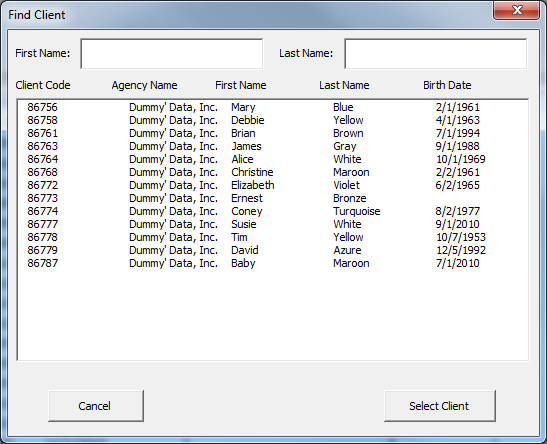 Find Client
First Name: Last Name:
Client Code Agency Name First Name Last Name Birth Date
86756 Dummy' Data, Inc. Mary Blue 2/1/1961
86758 Dummy' Data, Inc. Debbie Yellow 4/1/1963
86761 Dummy' Data, Inc. Brian Brown 7/1/1994
86763 Dummy' Data, Inc. James Gray 9/1/1988
86764 Dummy' Data, Inc. Alice White 10/1/1969
86768 Dummy' Data, Inc. Christine Maroon 2/2/1961
86772 Dummy' Data, Inc. Elizabeth Violet 6/2/1965
86773 Dummy' Data, Inc. Ernest Bronze
86774 Dummy' Data, Inc. Coney Turquoise 8/2/1977
86777 Dummy' Data, Inc. Susie White 9/1/2010
86778 Dummy' Data, Inc. Tim Yellow 10/7/1953
86779 Dummy' Data, Inc. David Azure 12/5/1992
86787 Dummy' Data, Inc. Baby Maroon 7/1/2010
Cancel Select Client